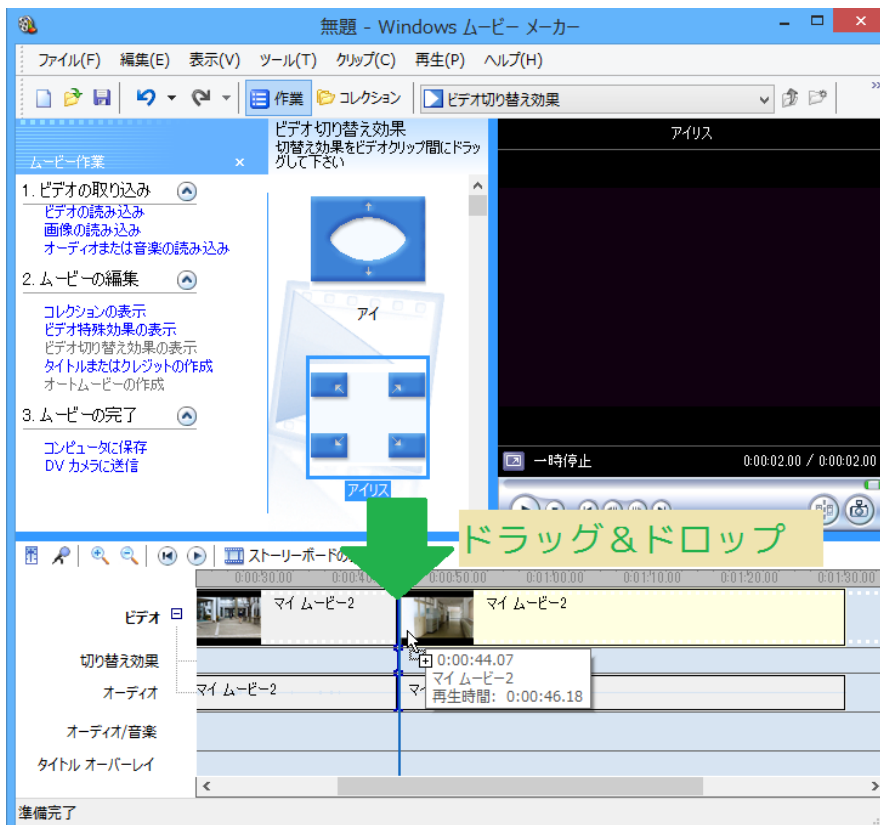 無題 - Windows ムービー メーカー
ファイル(F) 編集(E) 表示(V) ツール(T) クリップ(C) 再生(P) ヘルプ(H)
作業 コレクション ビデオ切り替え効果
ムービー作業
1. ビデオの取り込み
ビデオの読み込み
画像の読み込み
オーディオまたは音楽の読み込み
2. ムービーの編集
コレクションの表示
ビデオ特殊効果の表示
ビデオ切り替え効果の表示
タイトルまたはクレジットの作成
オートムービーの作成
3. ムービーの完了
コンピュータに保存
DV カメラに送信
ビデオ切り替え効果
切替え効果をビデオクリップ間にドラッ
グして下さい
アイ
アイリス
アイリス
一時停止 0:00:02.00 / 0:00:02.00
ドラッグ&ドロップ
ストーリーボードの
0:00:30.00 0:00:4 0:00:50.00 0:01:00.00 0:01:10.00 0:01:20.00 0:01:30.00
ビデオ マイ ムービー2 マイ ムービー2
切り替え効果
オーディオ マイ ムービー2 マ
0:00:44.07
マイ ムービー2
再生時間: 0:00:46.18
オーディオ/音楽
タイトル オーバーレイ
準備完了